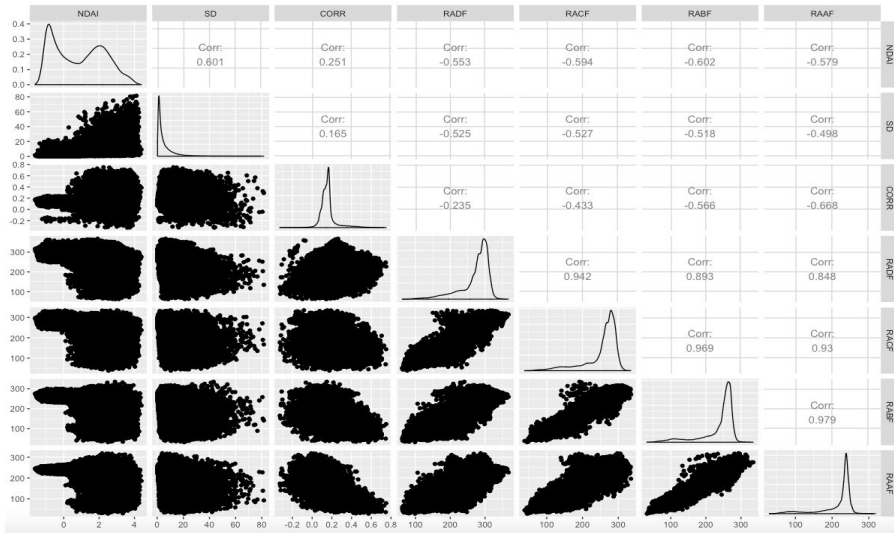 NDAI SD CORR RADF RACF RABF RAAF
0.4
0.3
0.2
0.1
0.0
Corr:
0.601
Corr:
0.251
Corr:
-0.553
Corr:
-0.594
Corr:
-0.602
Corr:
-0.579
NDAI
80
60
40
20
0
Corr:
0.165
Corr:
-0.525
Corr:
-0.527
Corr:
-0.518
Corr:
-0.498
SD
0.8
0.6
0.4
0.2
0.0
-0.2
Corr:
-0.235
Corr:
-0.433
Corr:
-0.566
Corr:
-0.668
CORR
300
200
100
Corr:
0.942
Corr:
0.893
Corr:
0.848
RADF
300
200
100
Corr:
0.969
Corr:
0.93
RACF
300
200
100
Corr:
0.979
RABF
300
200
100
RAAF
0 2 4 0 20 40 60 80 -0.2 0.0 0.2 0.4 0.6 0.8 100 200 300 100 200 300 100 200 300 100 200 300